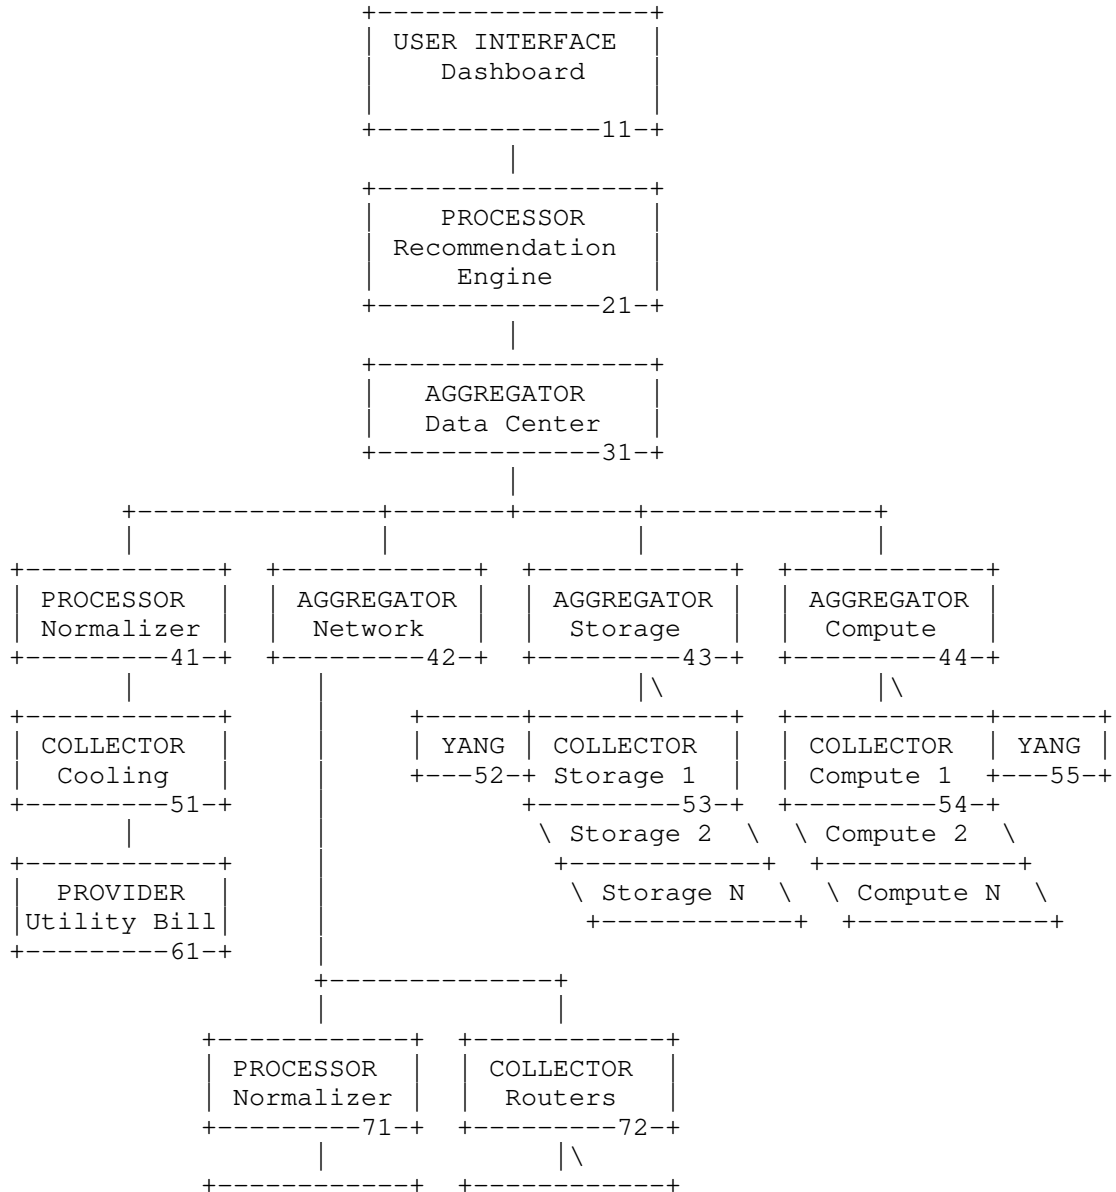 +-----------------+
| USER INTERFACE  |
|    Dashboard    |
|                 |
+--------------11-+
|
+-----------------+
|    PROCESSOR    |
| Recommendation  |
|     Engine      |
+--------------21-+
|
+-----------------+
|   AGGREGATOR    |
|   Data Center   |
+--------------31-+
|
+---------------+-------+-------+--------------+
|               |               |              |
+------------+  +------------+  +------------+  +------------+
| PROCESSOR  |  | AGGREGATOR |  | AGGREGATOR |  | AGGREGATOR |
| Normalizer |  |  Network   |  |  Storage   |  |  Compute   |
+---------41-+  +---------42-+  +---------43-+  +---------44-+
|           |                   |\             |\
+------------+     |     +------+------------+  +------------+------+
| COLLECTOR  |     |     | YANG | COLLECTOR  |  | COLLECTOR  | YANG |
|  Cooling   |     |     +---52-+ Storage 1  |  | Compute 1  +---55-+
+---------51-+     |            +---------53-+  +---------54-+
|           |            \ Storage 2  \  \ Compute 2  \
+------------+     |              +------------+  +------------+
|  PROVIDER  |     |               \ Storage N  \  \ Compute N  \
|Utility Bill|     |                +------------+  +------------+
+---------61-+     |
+--------------+
|              |
+------------+  +------------+
| PROCESSOR  |  | COLLECTOR  |
| Normalizer |  |  Routers   |
+---------71-+  +---------72-+
|              |\
+------------+  +------------+